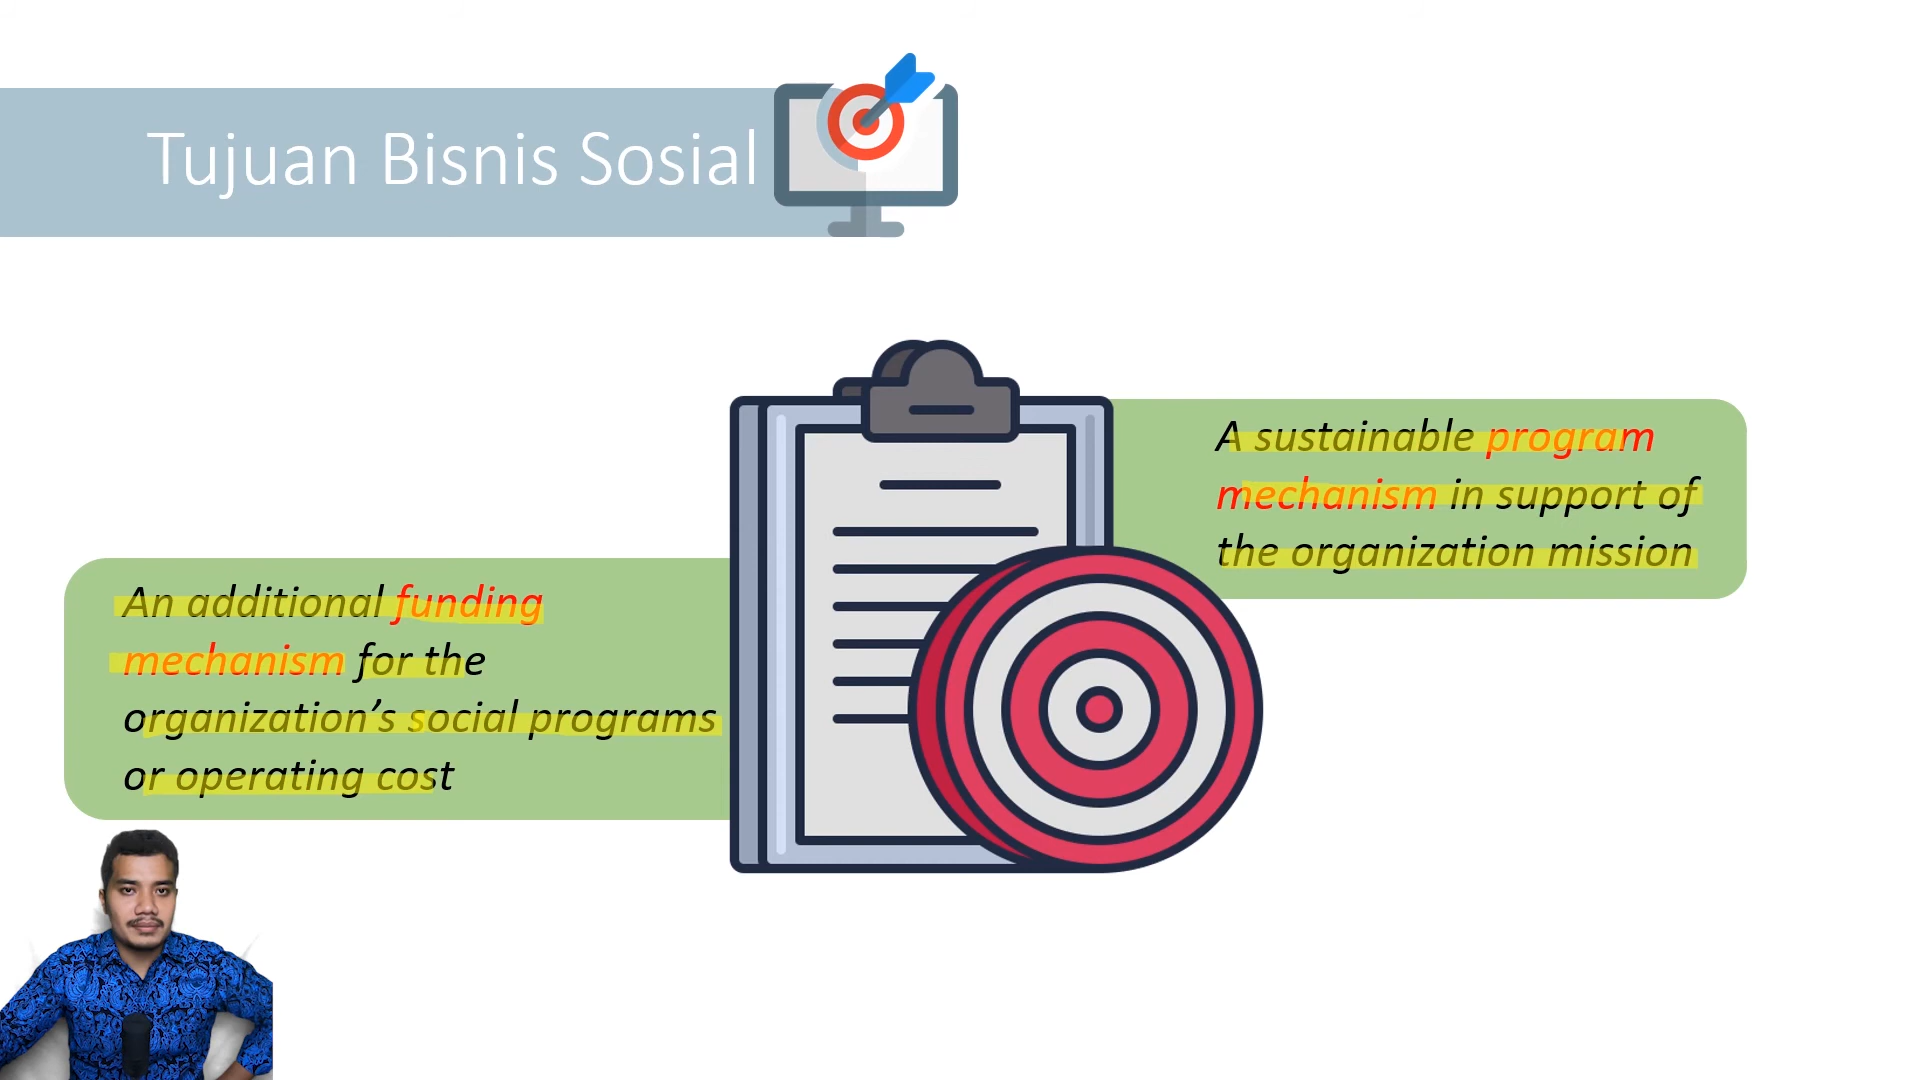 Tujuan Bisnis Sosial
An additional funding
mechanism for the
organization’s social programs
or operating cost
A sustainable program
mechanism in support of
the organization mission